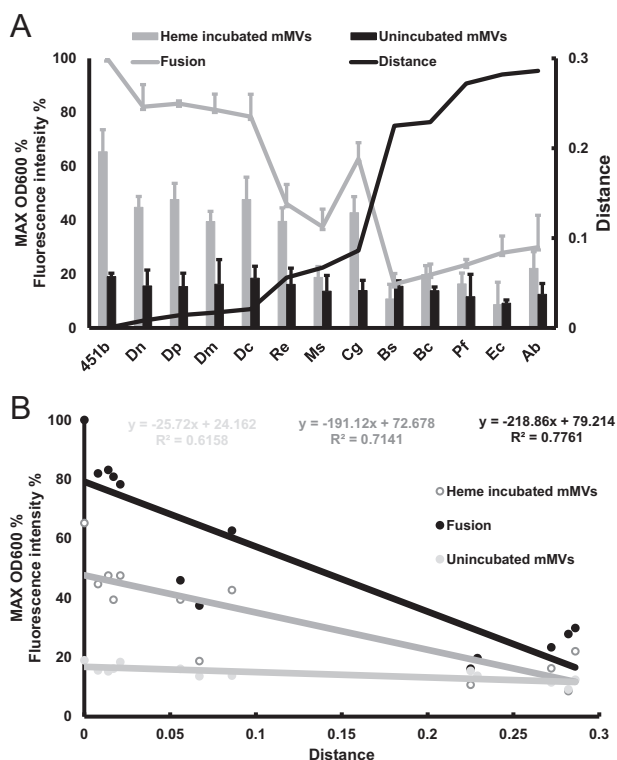 A
Heme incubated mMVs
Unincubated mMVs
Fusion
Distance
MAX OD600 %
Fluorescence intensity %
100
80
60
40
20
0
0.3
0.2
0.1
0
Distance
451b Dn Dp Dm Dc Re Ms Cg Bs Bc Pf Ec Ab
B
y = -25.72x + 24.162
R² = 0.6158
y = -191.12x + 72.678
R² = 0.7141
y = -218.86x + 79.214
R² = 0.7761
Heme incubated mMVs
Fusion
Unincubated mMVs
MAX OD600 %
Fluorescence intensity %
100
80
60
40
20
0
0 0.05 0.1 0.15 0.2 0.25 0.3
Distance